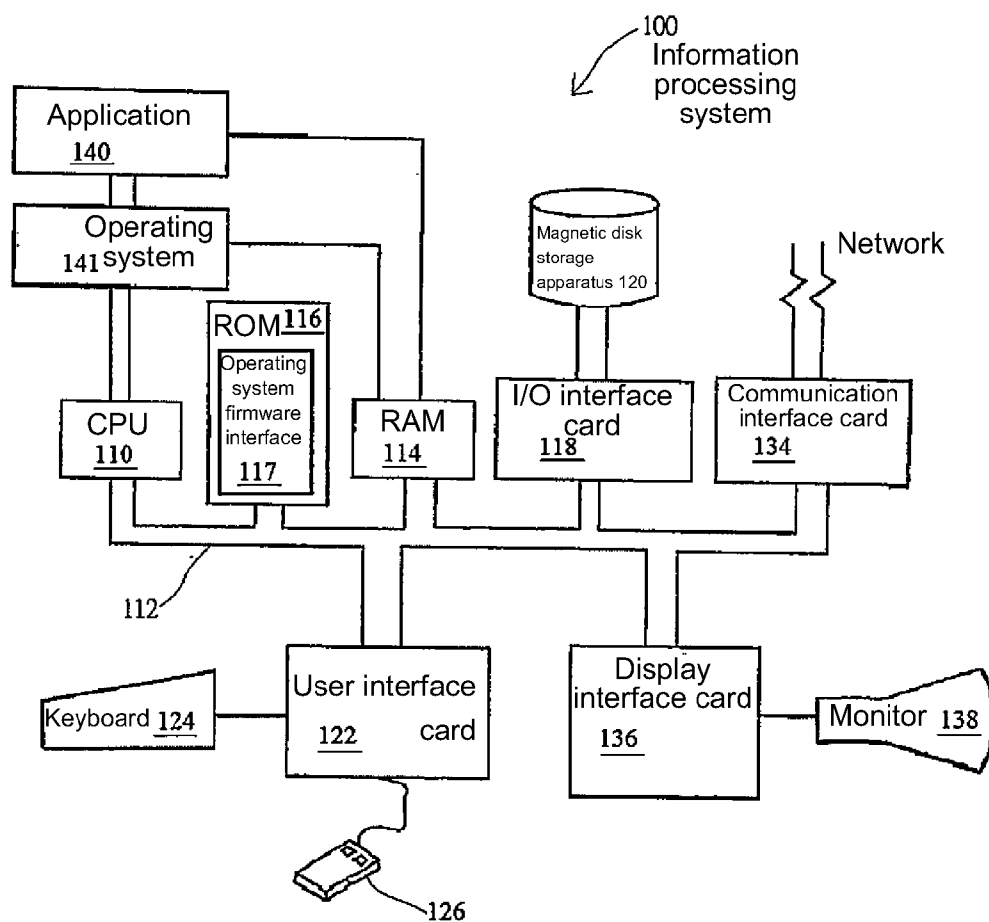 100
Information
processing
system
Application
140
Operating
141 system
Magnetic disk
storage
apparatus 120
Network
ROM 116
Operating
system
firmware
interface
117
CPU
110
RAM
114
I/O interface
card
118
Communication
interface card
134
112
Keyboard 124
User interface
122 card
Display
interface card
136
Monitor 138
126